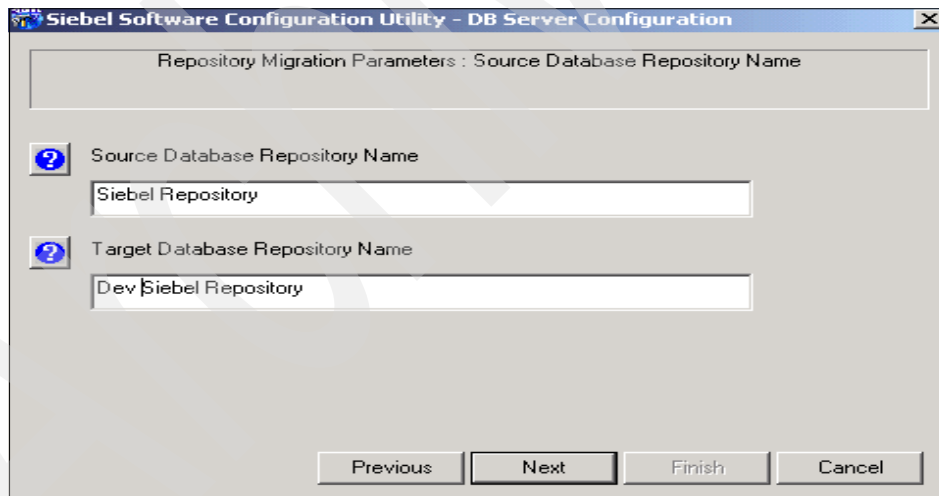 Siebel Software Configuration Utility - DB Server Configuration
Repository Migration Parameters : Source Database Repository Name
Source Database Repository Name
Siebel Repository
Target Database Repository Name
Dev Siebel Repository
Previous Next Finish Cancel